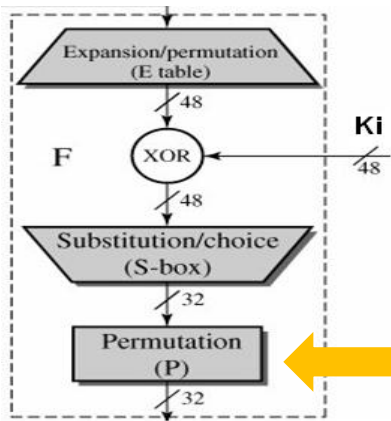 Expansion/permutation
(E table)
48
F
XOR
Ki
48
48
Substitution/choice
(S-box)
32
Permutation
(P)
32